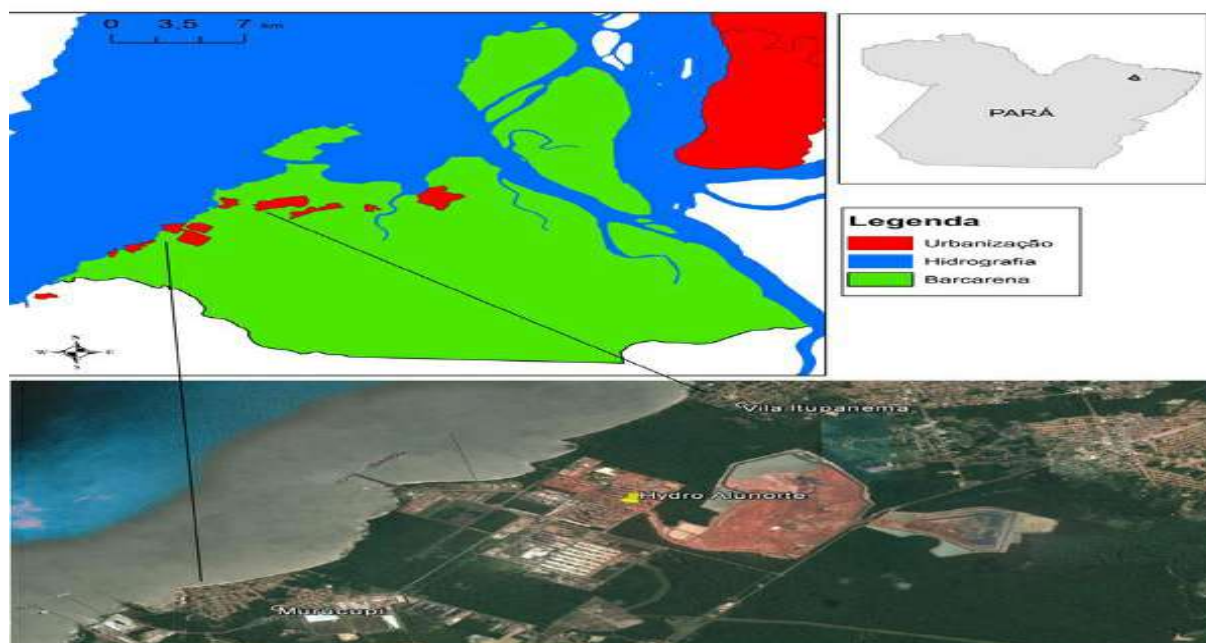 0 3,5 7 km
N
W E
S
PARÁ
Legenda
Urbanização
Hidrografia
Barcarena
Vila Itupanema
Hydro Alunorte
Murucupi